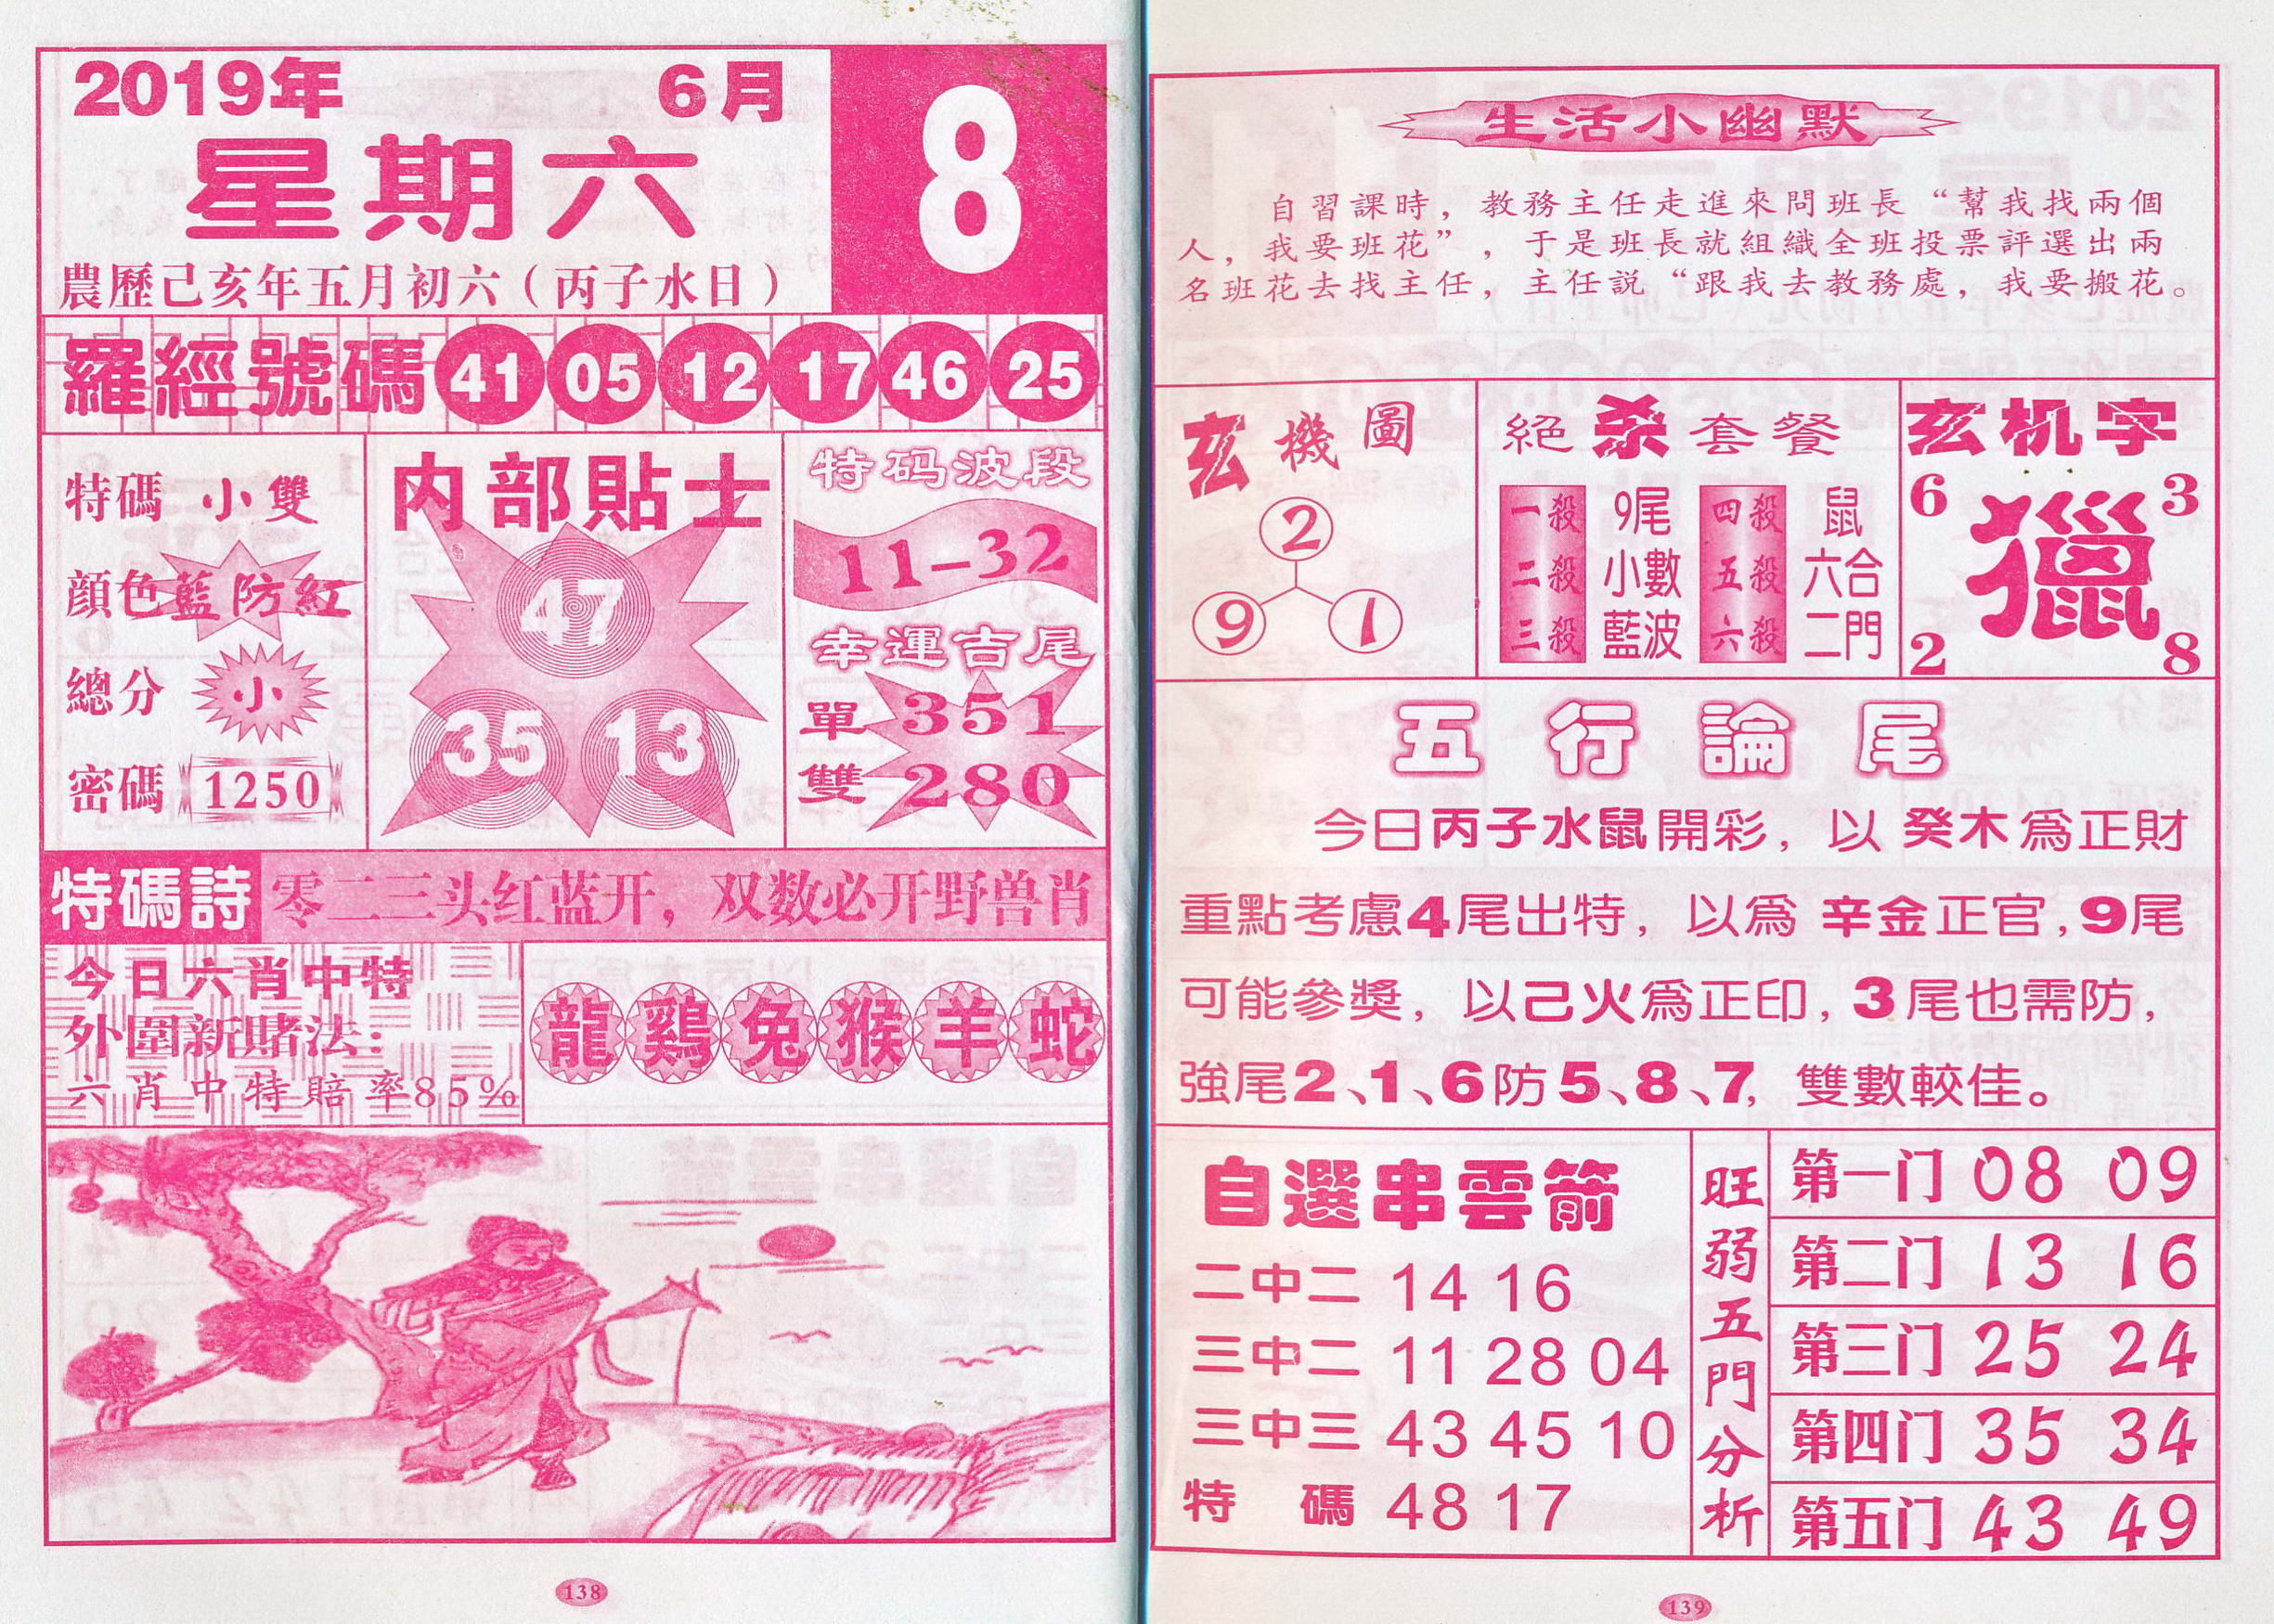 2019年 6月 8
星期六
農歷己亥年五月初六（丙子水日）
羅經號碼 41 05 12 17 46 25
特碼 小雙
顔色 藍防紅
總分 小
密碼 1250
内部貼士
47
35 13
特码波段
11-32
幸運吉尾
單 351
雙 280
特碼詩 零二三头红蓝开，双数必开野兽肖
今日六肖中特
外圍新賭法：
六肖中特賠率85%
龍 鷄 兔 猴 羊 蛇
138
生活小幽默
自習課時，教務主任走進來問班長“幫我找兩個
人，我要班花”，于是班長就組織全班投票評選出兩
名班花去找主任，主任説“跟我去教務處，我要搬花。
玄機圖
2
9 1
絕杀套餐
一殺 9尾 四殺 鼠
二殺 小數 五殺 六合
三殺 藍波 六殺 二門
玄机字
6 3
獵
2 8
五行論尾
今日丙子水鼠開彩，以癸木爲正財
重點考慮4尾出特，以爲辛金正官,9尾
可能參獎，以己火爲正印，3尾也需防，
強尾2、1、6防5、8、7，雙數較佳。
自選串雲箭
二中二 14 16
三中二 11 28 04
三中三 43 45 10
特碼 48 17
旺弱五門分析
第一门 08 09
第二门 13 16
第三门 25 24
第四门 35 34
第五门 43 49
139